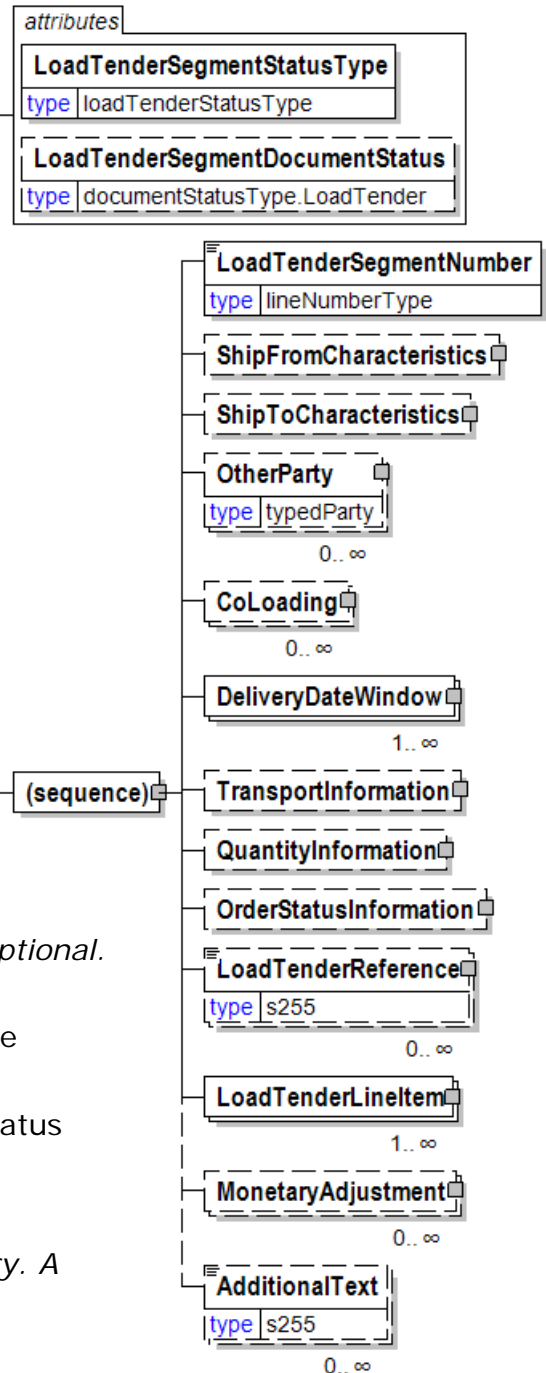 attributes
LoadTenderSegmentStatusType
type loadTenderStatusType
LoadTenderSegmentDocumentStatus
type documentStatusType.LoadTender
LoadTenderSegmentNumber
type lineNumberType
ShipFromCharacteristics
ShipToCharacteristics
OtherParty
type typedParty
0.. ∞
CoLoading
0.. ∞
DeliveryDateWindow
1.. ∞
(sequence)
TransportInformation
QuantityInformation
OrderStatusInformation
ptional.
LoadTenderReference
type s255
0.. ∞
e
LoadTenderLineItem
1.. ∞
atus
MonetaryAdjustment
0.. ∞
y. A
AdditionalText
type s255
0.. ∞